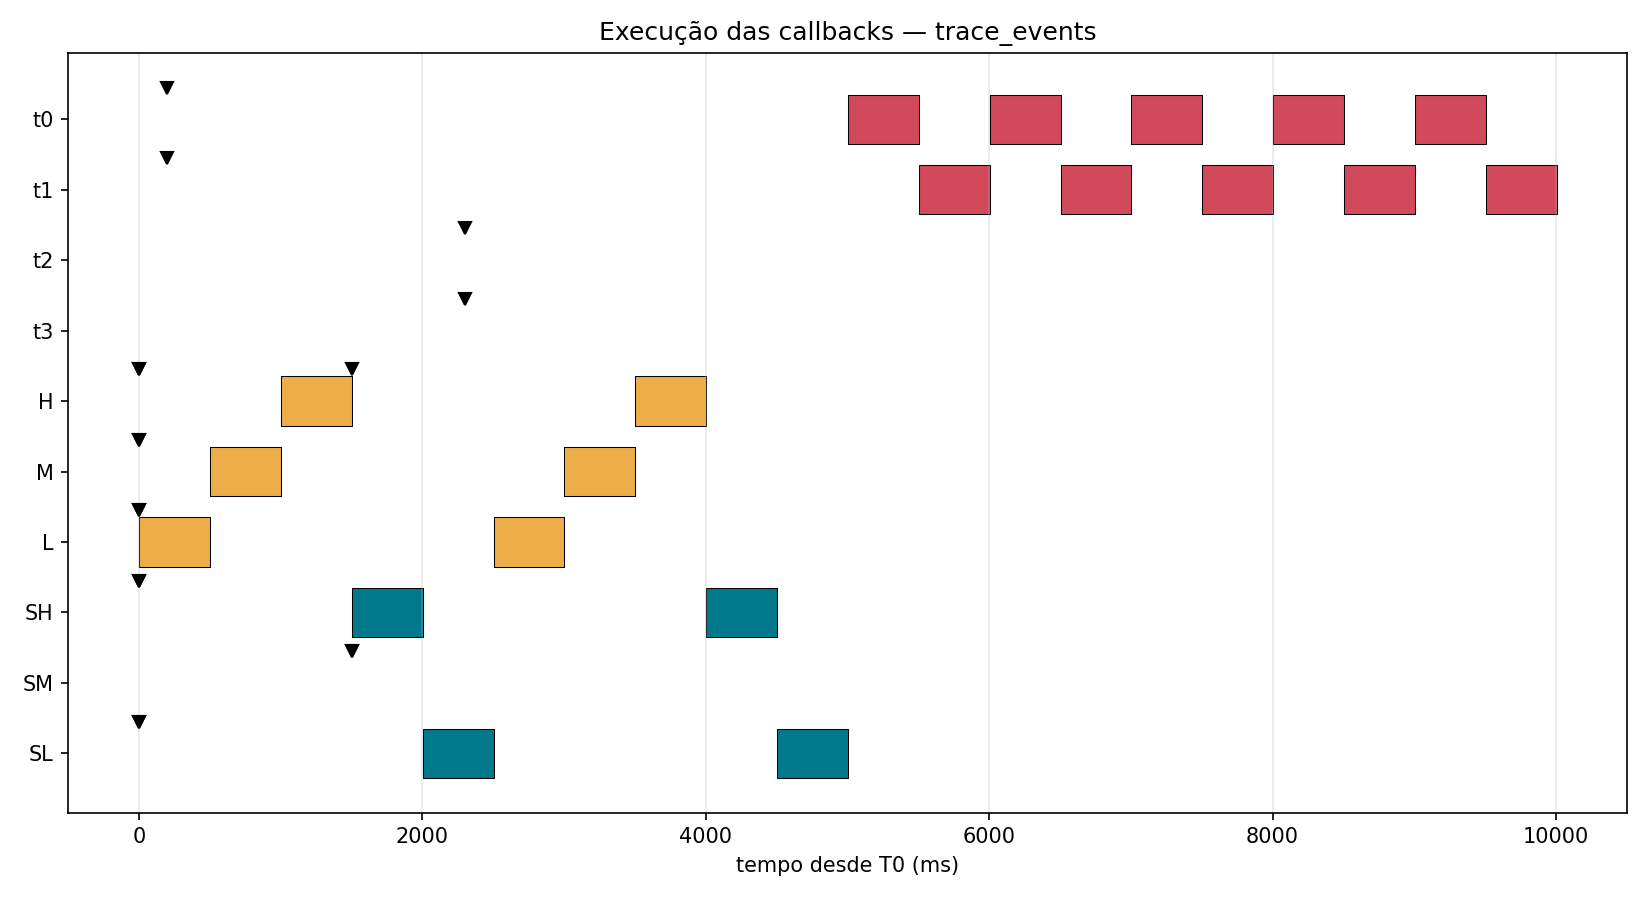 Execução das callbacks — trace_events
t0
t1
t2
t3
H
M
L
SH
SM
SL
0 2000 4000 6000 8000 10000
tempo desde T0 (ms)